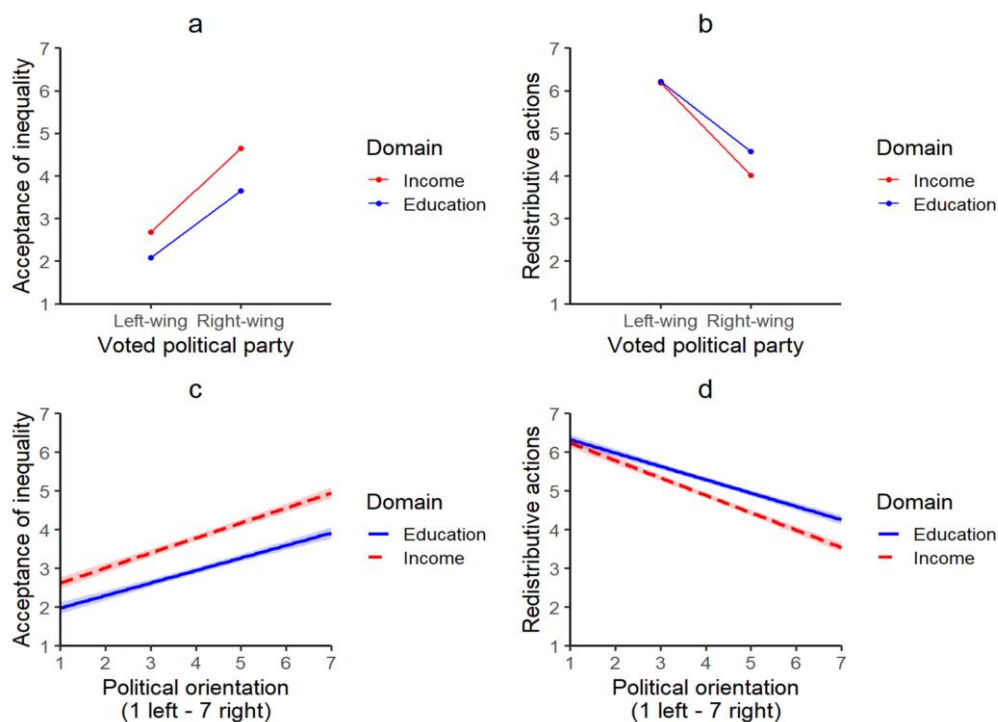 a
Acceptance of inequality
7
6
5
4
3
2
1
Left-wing Right-wing
Voted political party
Domain
Income
Education
b
Redistributive actions
7
6
5
4
3
2
1
Left-wing Right-wing
Voted political party
Domain
Income
Education
c
Acceptance of inequality
7
6
5
4
3
2
1
1 2 3 4 5 6 7
Political orientation
(1 left - 7 right)
Domain
Education
Income
d
Redistributive actions
7
6
5
4
3
2
1
1 2 3 4 5 6 7
Political orientation
(1 left - 7 right)
Domain
Education
Income